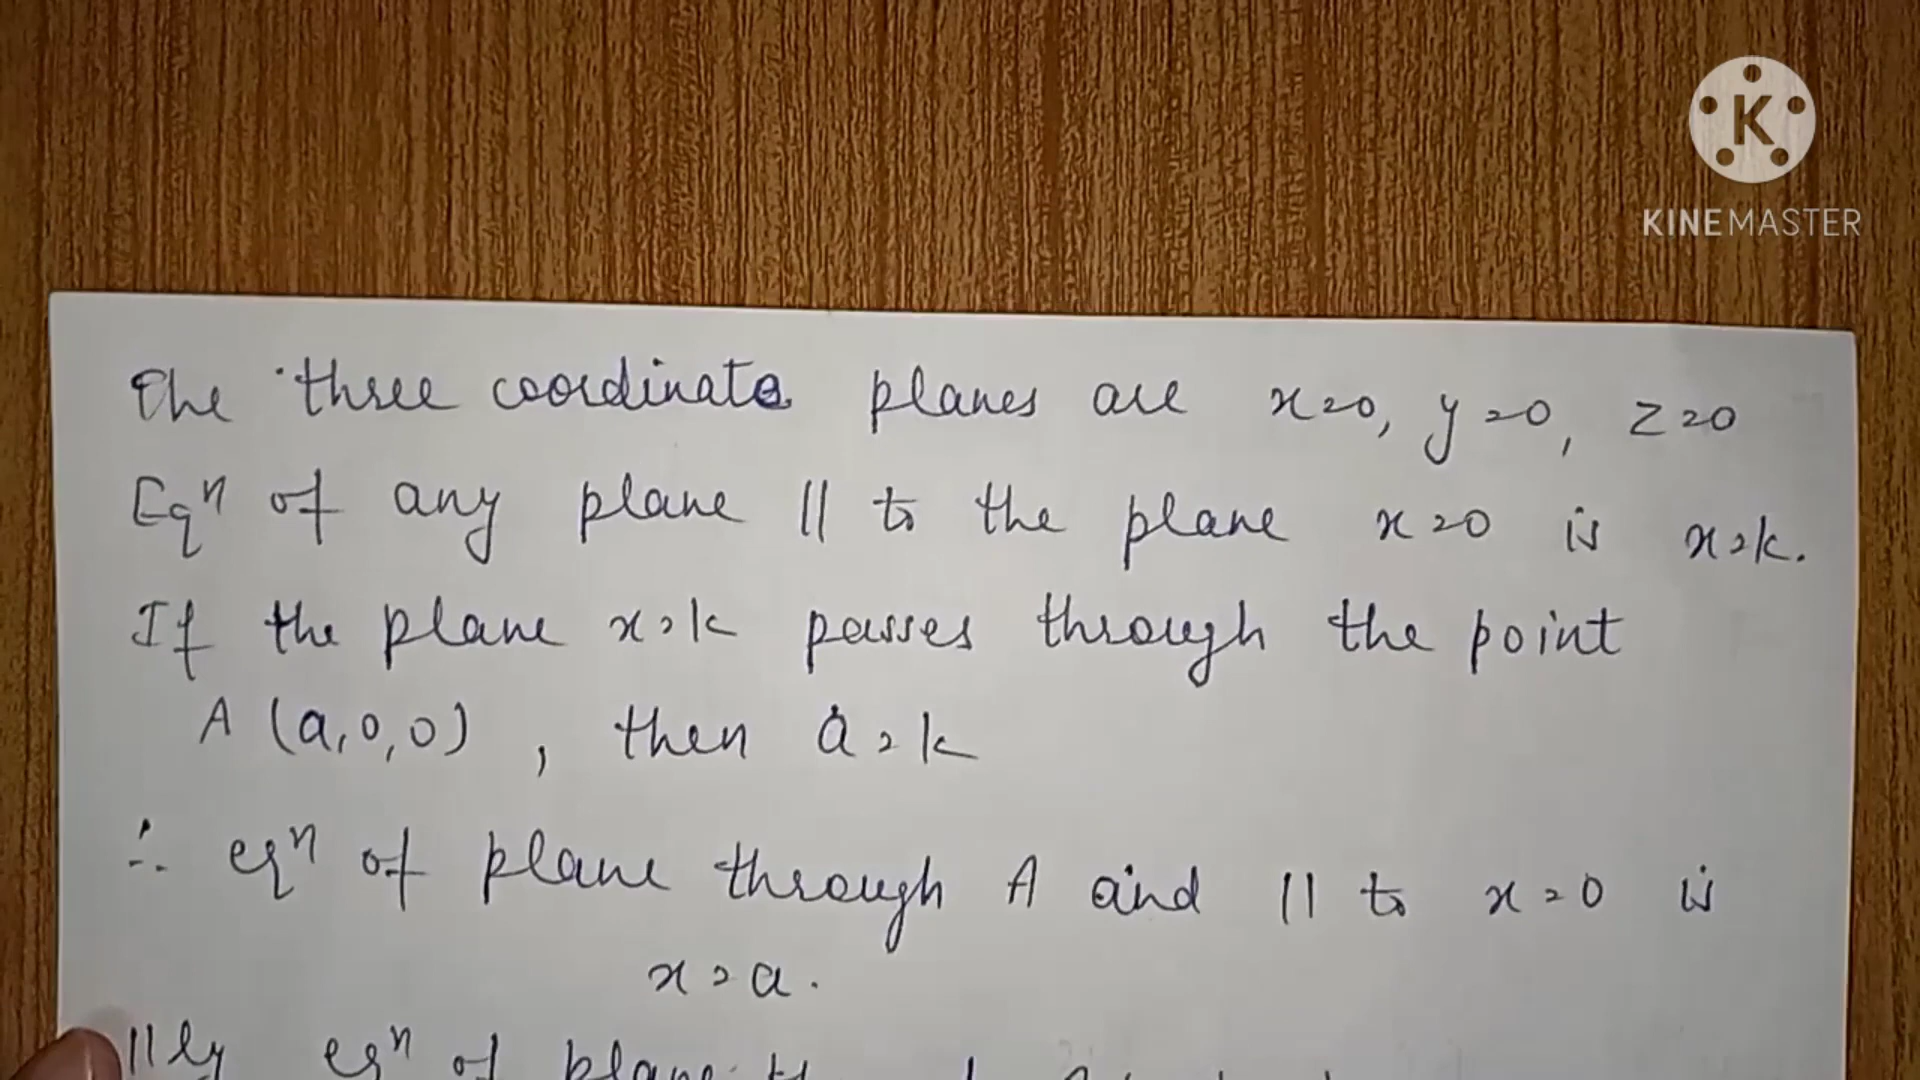 K
KINEMASTER
The three coordinate planes are x=0, y=0, z=0
Eqⁿ of any plane || to the plane x=0 is x=k.
If the plane x=k passes through the point
A (a,0,0) , then a=k
∴ eqⁿ of plane through A and || to x=0 is
x=a.
||ly eqⁿ of plane